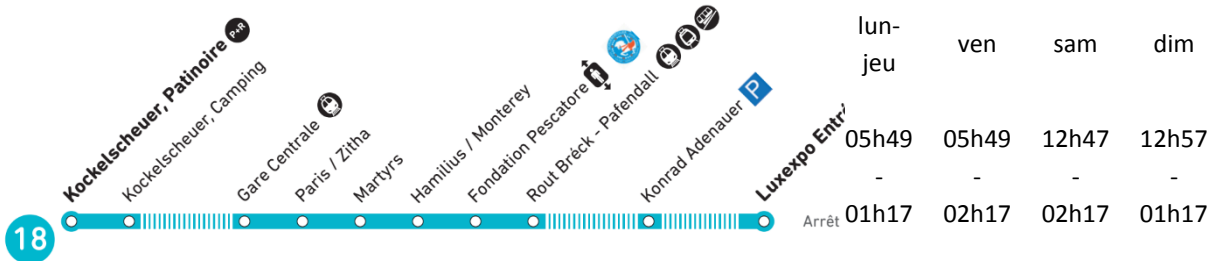 18
Kockelscheuer, Patinoire P+R
Kockelscheuer, Camping
Gare Centrale
Paris / Zitha
Martyrs
Hamilius / Monterey
Fondation Pescatore
Rout Bréck - Pafendall
Konrad Adenauer P
Luxexpo Entr
Arrêt
lun-
jeu ven sam dim
05h49 05h49 12h47 12h57
- - - -
01h17 02h17 02h17 01h17